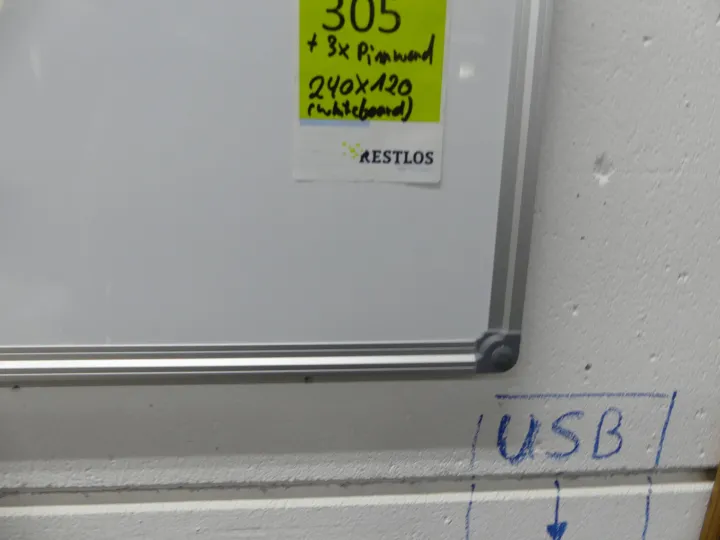 305
+ 3x Pinnwand
240x120
(whiteboard)
RESTLOS
USB